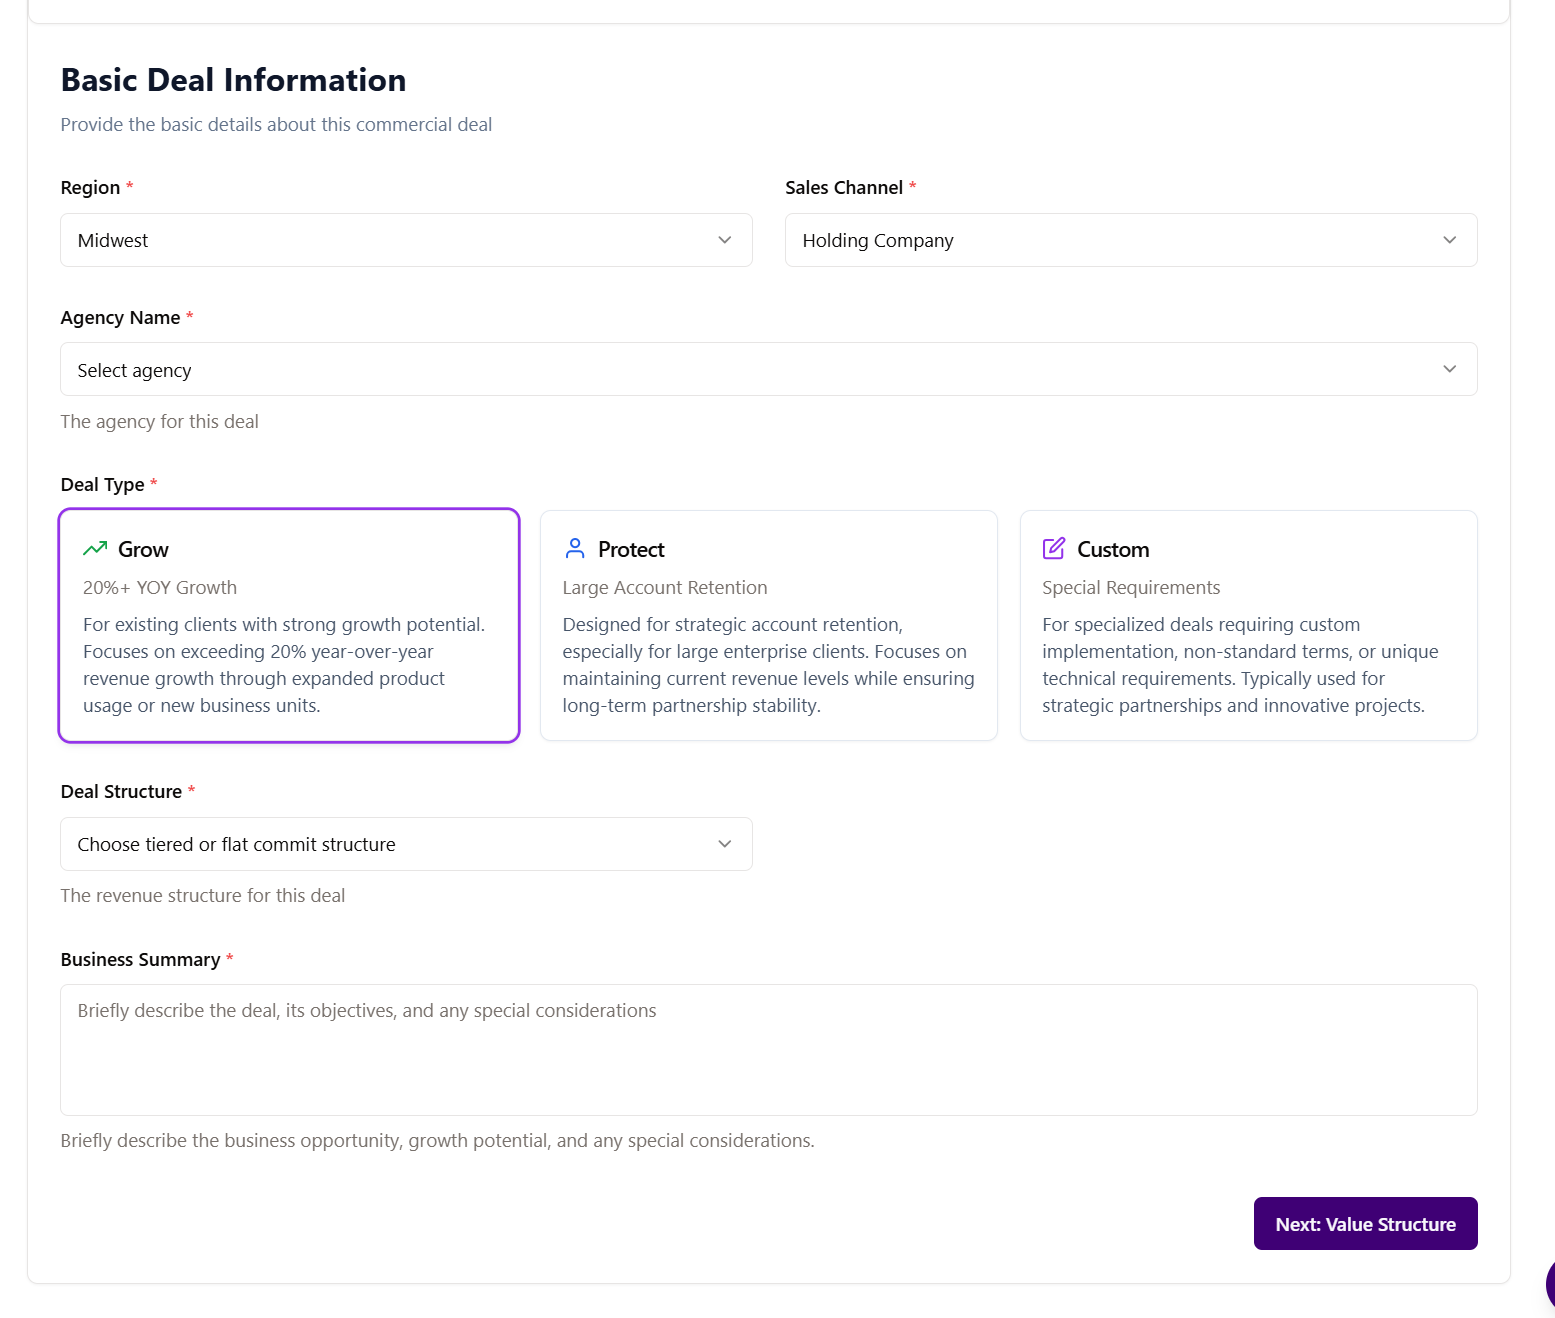 Basic Deal Information
Provide the basic details about this commercial deal
Region *
Sales Channel *
Midwest
Holding Company
Agency Name *
Select agency
The agency for this deal
Deal Type *
Grow
20%+ YOY Growth
For existing clients with strong growth potential.
Focuses on exceeding 20% year-over-year
revenue growth through expanded product
usage or new business units.
Protect
Large Account Retention
Designed for strategic account retention,
especially for large enterprise clients. Focuses on
maintaining current revenue levels while ensuring
long-term partnership stability.
Custom
Special Requirements
For specialized deals requiring custom
implementation, non-standard terms, or unique
technical requirements. Typically used for
strategic partnerships and innovative projects.
Deal Structure *
Choose tiered or flat commit structure
The revenue structure for this deal
Business Summary *
Briefly describe the deal, its objectives, and any special considerations
Briefly describe the business opportunity, growth potential, and any special considerations.
Next: Value Structure